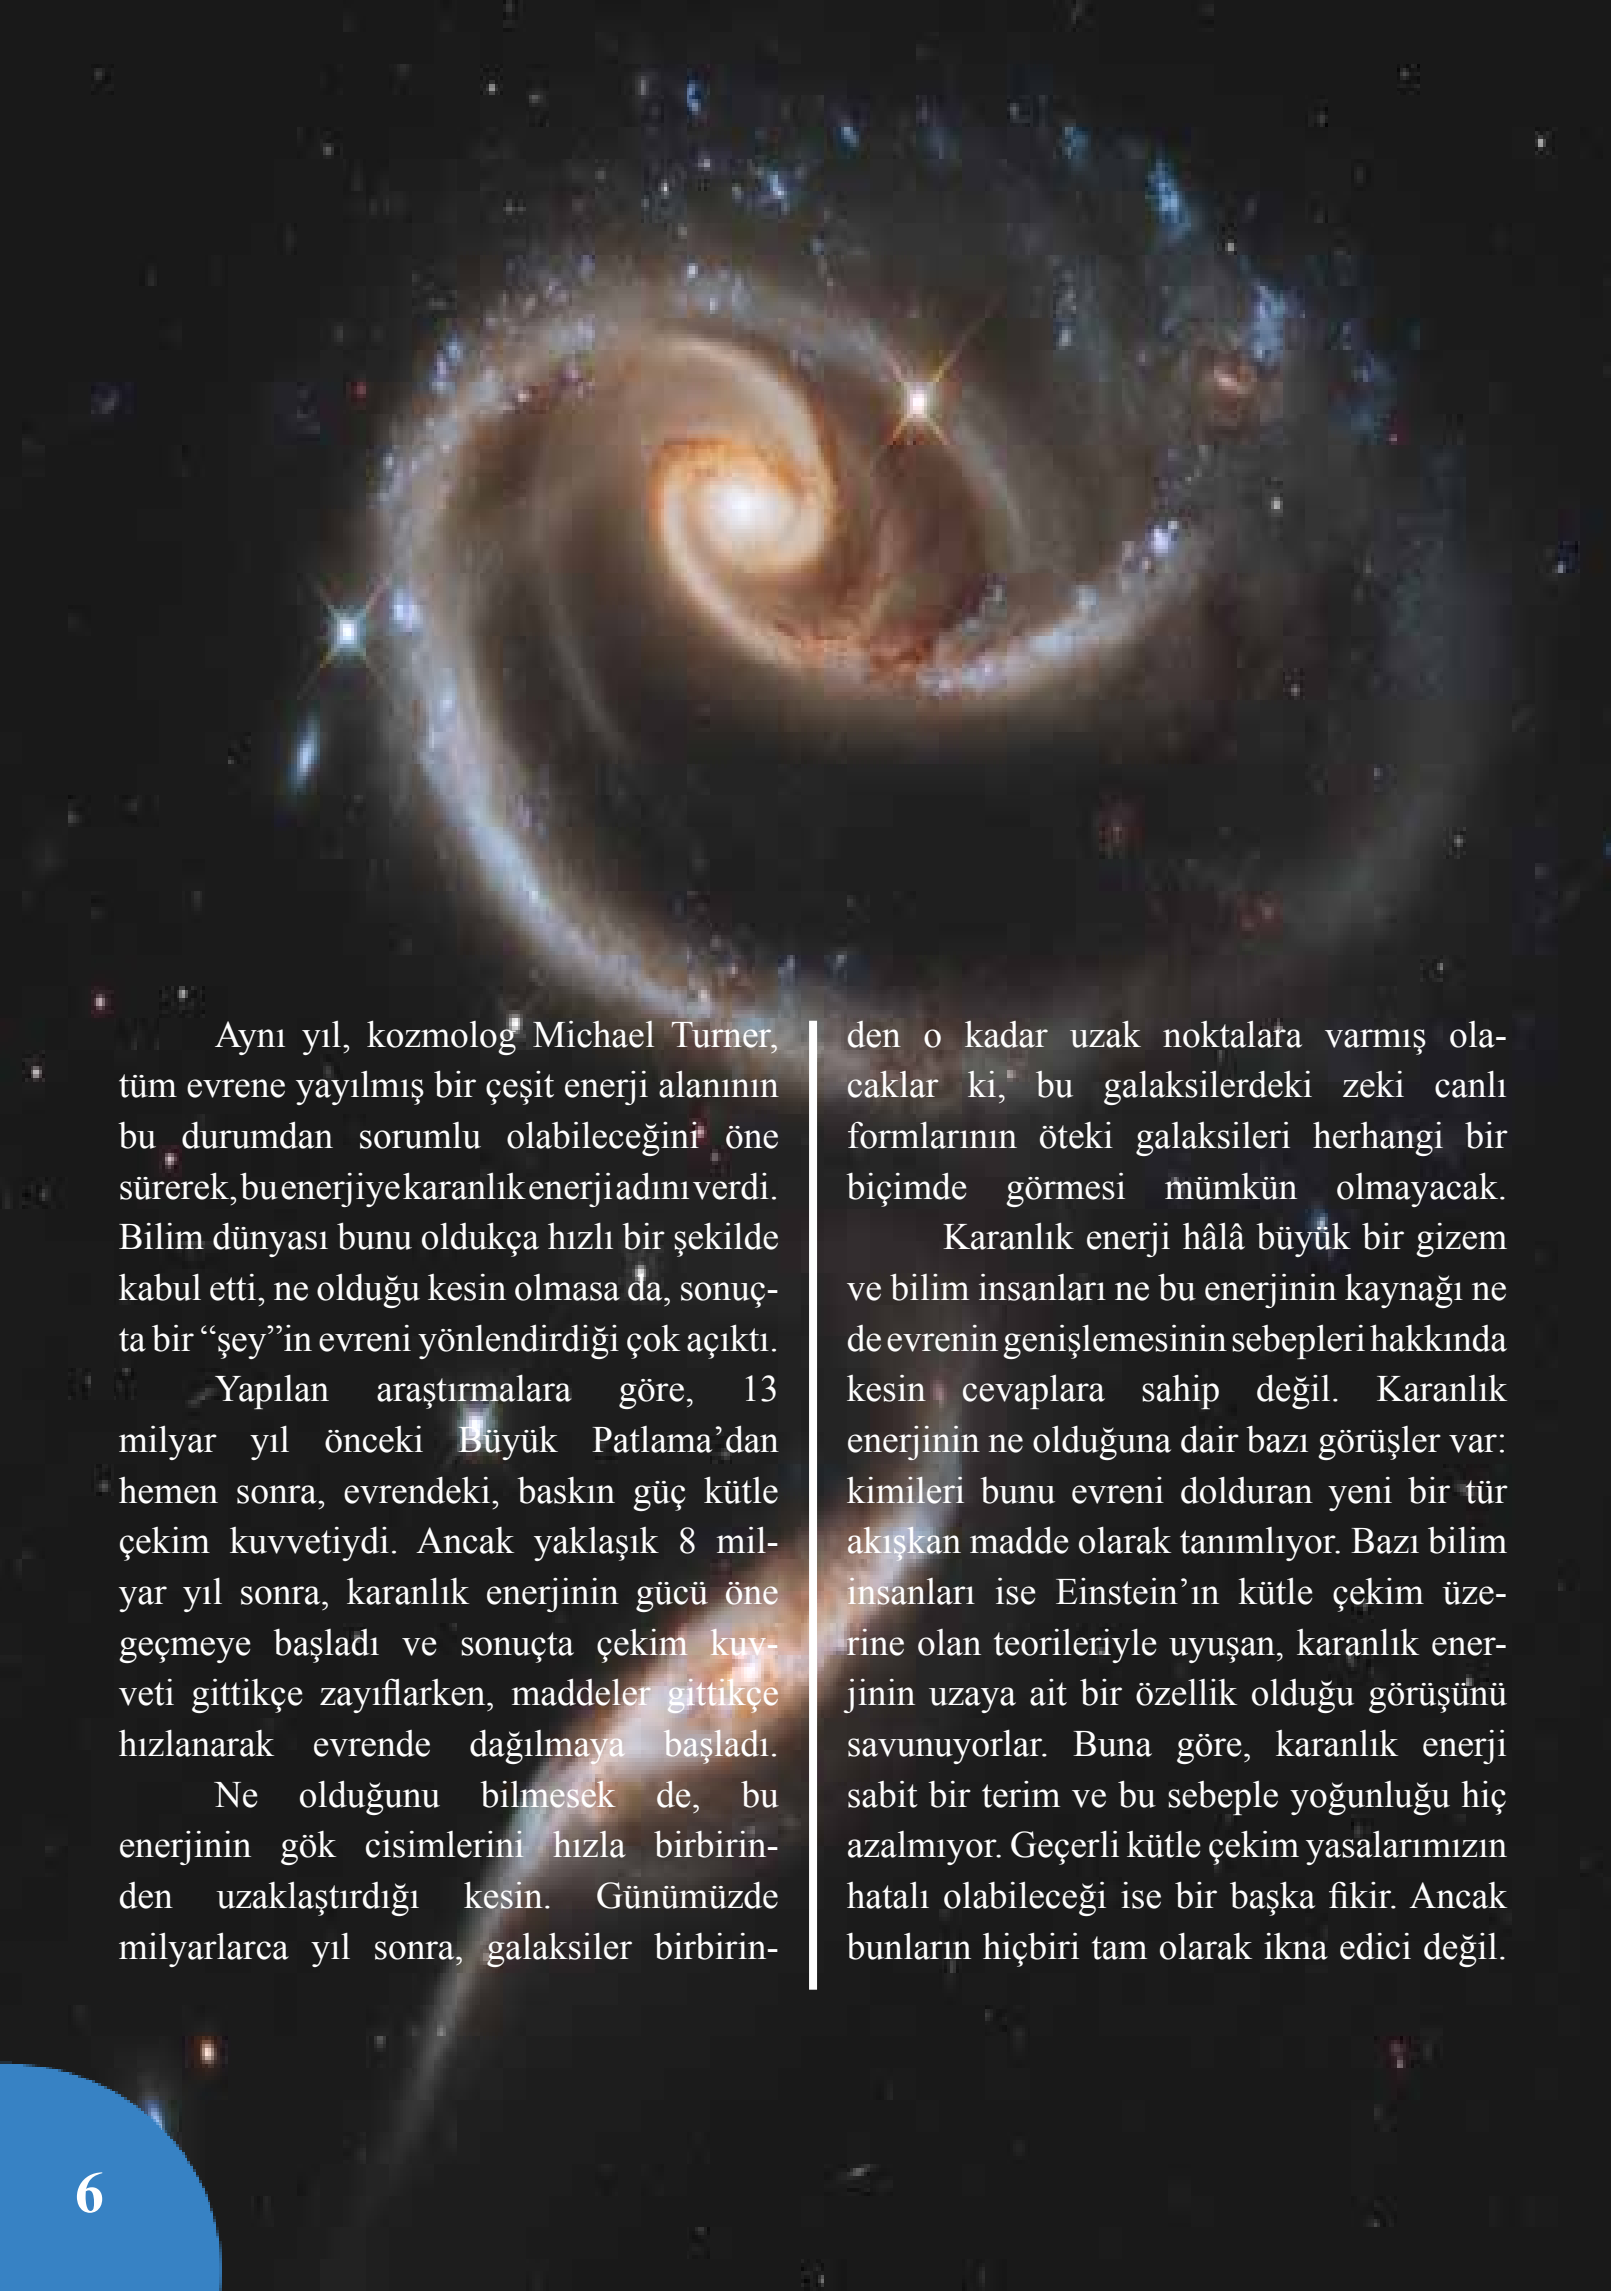 Aynı yıl, kozmolog Michael Turner,
tüm evrene yayılmış bir çeşit enerji alanının
bu durumdan sorumlu olabileceğini öne
sürerek, bu enerjiye karanlık enerji adını verdi.
Bilim dünyası bunu oldukça hızlı bir şekilde
kabul etti, ne olduğu kesin olmasa da, sonuç-
ta bir “şey”in evreni yönlendirdiği çok açıktı.
Yapılan araştırmalara göre, 13
milyar yıl önceki Büyük Patlama’dan
hemen sonra, evrendeki, baskın güç kütle
çekim kuvvetiydi. Ancak yaklaşık 8 mil-
yar yıl sonra, karanlık enerjinin gücü öne
geçmeye başladı ve sonuçta çekim kuv-
veti gittikçe zayıflarken, maddeler gittikçe
hızlanarak evrende dağılmaya başladı.
Ne olduğunu bilmesek de, bu
enerjinin gök cisimlerini hızla birbirin-
den uzaklaştırdığı kesin. Günümüzde
milyarlarca yıl sonra, galaksiler birbirin-
den o kadar uzak noktalara varmış ola-
caklar ki, bu galaksilerdeki zeki canlı
formlarının öteki galaksileri herhangi bir
biçimde görmesi mümkün olmayacak.
Karanlık enerji hâlâ büyük bir gizem
ve bilim insanları ne bu enerjinin kaynağı ne
de evrenin genişlemesinin sebepleri hakkında
kesin cevaplara sahip değil. Karanlık
enerjinin ne olduğuna dair bazı görüşler var:
kimileri bunu evreni dolduran yeni bir tür
akışkan madde olarak tanımlıyor. Bazı bilim
insanları ise Einstein’ın kütle çekim üze-
rine olan teorileriyle uyuşan, karanlık ener-
jinin uzaya ait bir özellik olduğu görüşünü
savunuyorlar. Buna göre, karanlık enerji
sabit bir terim ve bu sebeple yoğunluğu hiç
azalmıyor. Geçerli kütle çekim yasalarımızın
hatalı olabileceği ise bir başka fikir. Ancak
bunların hiçbiri tam olarak ikna edici değil.
6